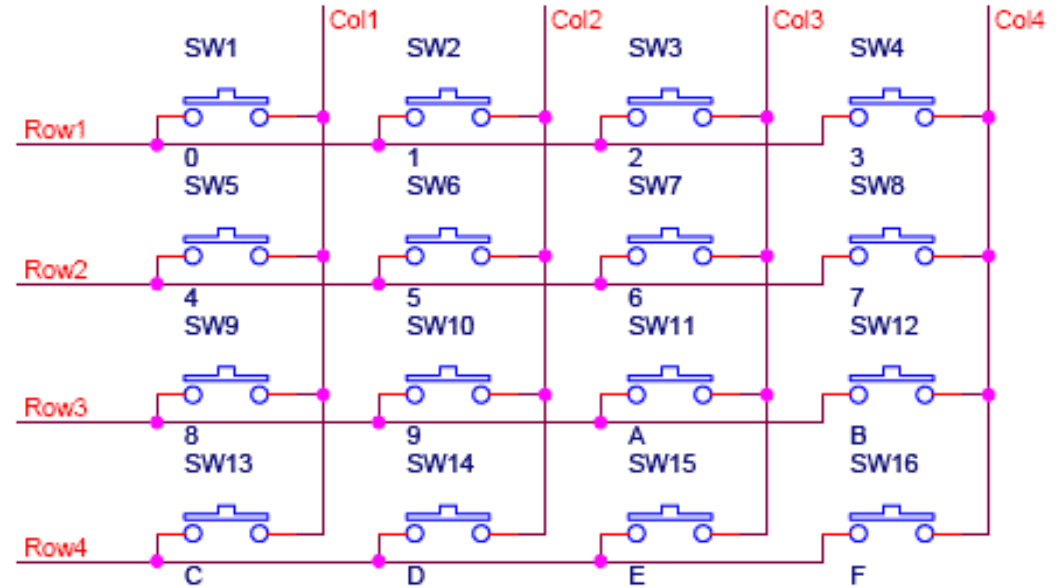 Col1 Col2 Col3 Col4
SW1 SW2 SW3 SW4
Row1
0 1 2 3
SW5 SW6 SW7 SW8
Row2
4 5 6 7
SW9 SW10 SW11 SW12
Row3
8 9 A B
SW13 SW14 SW15 SW16
Row4
C D E F